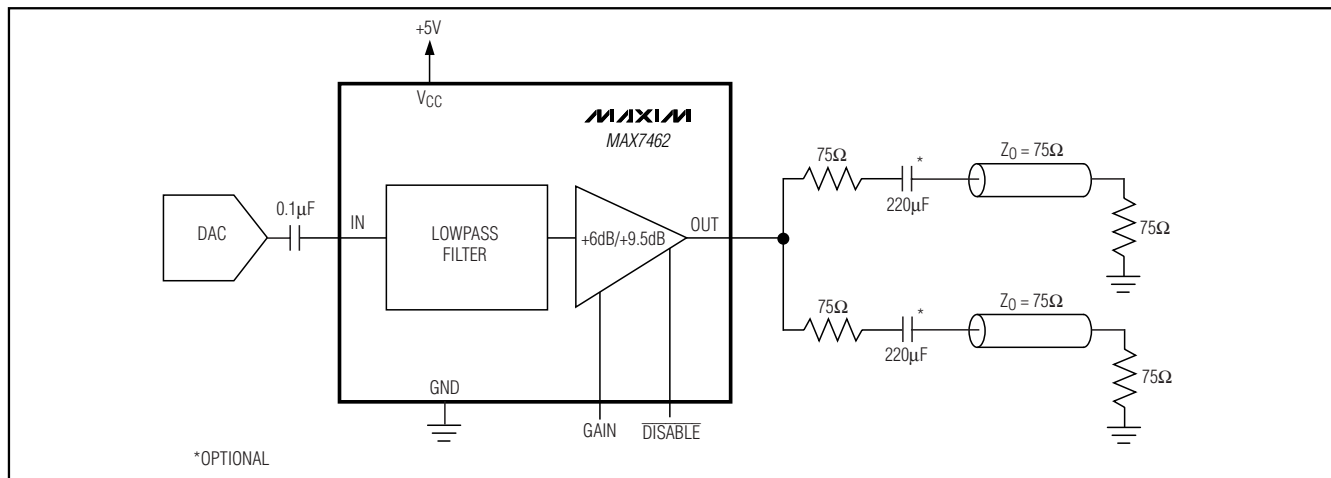 +5V
VCC
MAXIM
MAX7462
DAC
0.1μF
IN
LOWPASS
FILTER
+6dB/+9.5dB
OUT
GND
GAIN
DISABLE
75Ω
*
220μF
Z0 = 75Ω
75Ω
75Ω
*
220μF
Z0 = 75Ω
75Ω
*OPTIONAL